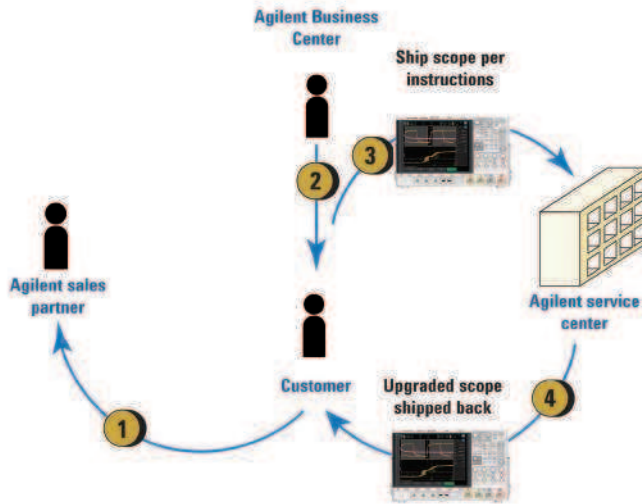 Agilent Business
Center
Ship scope per
instructions
3
2
Agilent sales
partner
Agilent service
center
Customer
Upgraded scope
shipped back
4
1